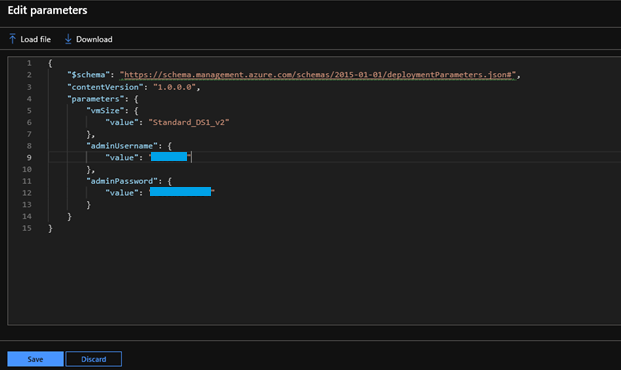 Edit parameters
Load file Download
1 {
2 "$schema": "https://schema.management.azure.com/schemas/2015-01-01/deploymentParameters.json#",
3 "contentVersion": "1.0.0.0",
4 "parameters": {
5 "vmSize": {
6 "value": "Standard_DS1_v2"
7 },
8 "adminUsername": {
9 "value": " "
10 },
11 "adminPassword": {
12 "value": " "
13 }
14 }
15 }
Save Discard